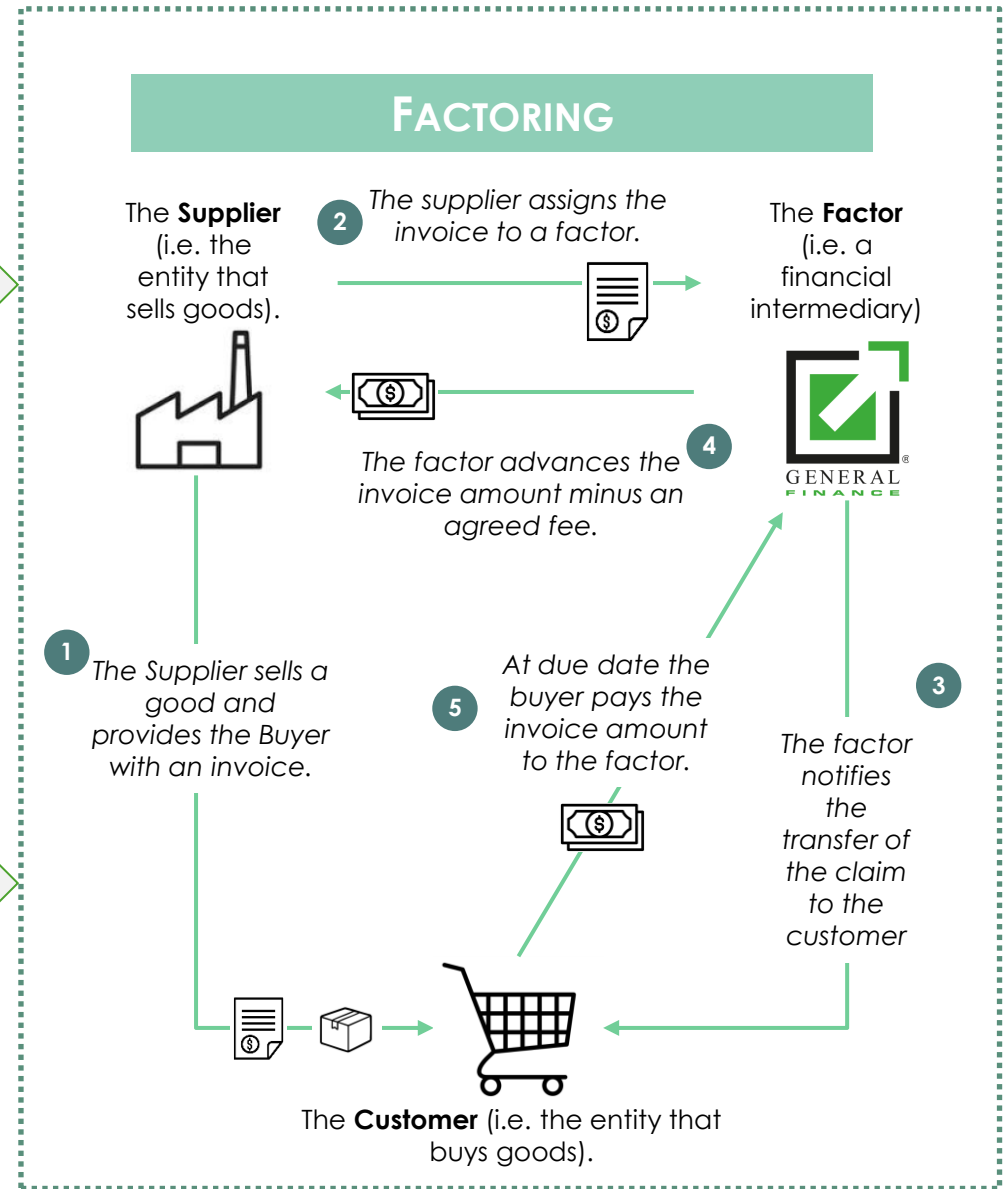 FACTORING
The Supplier
(i.e. the
entity that
sells goods).
2
The supplier assigns the
invoice to a factor.
The Factor
(i.e. a
financial
intermediary)
GENERAL
FINANCE
®
4
The factor advances the
invoice amount minus an
agreed fee.
1
The Supplier sells a
good and
provides the Buyer
with an invoice.
5
At due date the
buyer pays the
invoice amount
to the factor.
3
The factor
notifies
the
transfer of
the claim
to the
customer
The Customer (i.e. the entity that
buys goods).